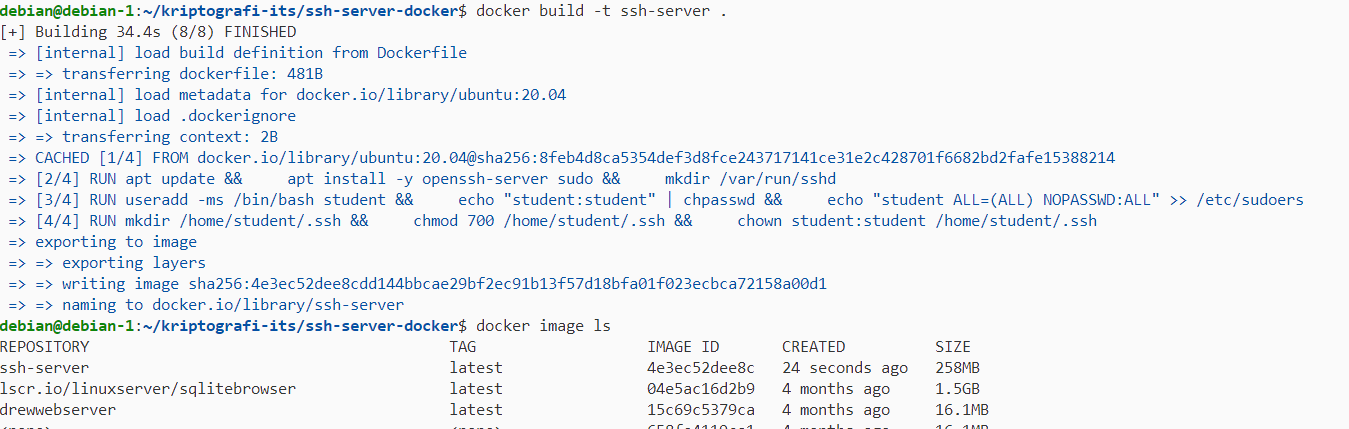 debian@debian-1:~/kriptografi-its/ssh-server-docker$ docker build -t ssh-server .
[+] Building 34.4s (8/8) FINISHED
=> [internal] load build definition from Dockerfile
=> => transferring dockerfile: 481B
=> [internal] load metadata for docker.io/library/ubuntu:20.04
=> [internal] load .dockerignore
=> => transferring context: 2B
=> CACHED [1/4] FROM docker.io/library/ubuntu:20.04@sha256:8feb4d8ca5354def3d8fce243717141ce31e2c428701f6682bd2fafe15388214
=> [2/4] RUN apt update &&     apt install -y openssh-server sudo &&     mkdir /var/run/sshd
=> [3/4] RUN useradd -ms /bin/bash student &&     echo "student:student" | chpasswd &&     echo "student ALL=(ALL) NOPASSWD:ALL" >> /etc/sudoers
=> [4/4] RUN mkdir /home/student/.ssh &&     chmod 700 /home/student/.ssh &&     chown student:student /home/student/.ssh
=> exporting to image
=> => exporting layers
=> => writing image sha256:4e3ec52dee8cdd144bbcae29bf2ec91b13f57d18bfa01f023ecbca72158a00d1
=> => naming to docker.io/library/ssh-server
debian@debian-1:~/kriptografi-its/ssh-server-docker$ docker image ls
REPOSITORY TAG IMAGE ID CREATED SIZE
ssh-server latest 4e3ec52dee8c 24 seconds ago 258MB
lscr.io/linuxserver/sqlitebrowser latest 04e5ac16d2b9 4 months ago 1.5GB
drewwebserver latest 15c69c5379ca 4 months ago 16.1MB